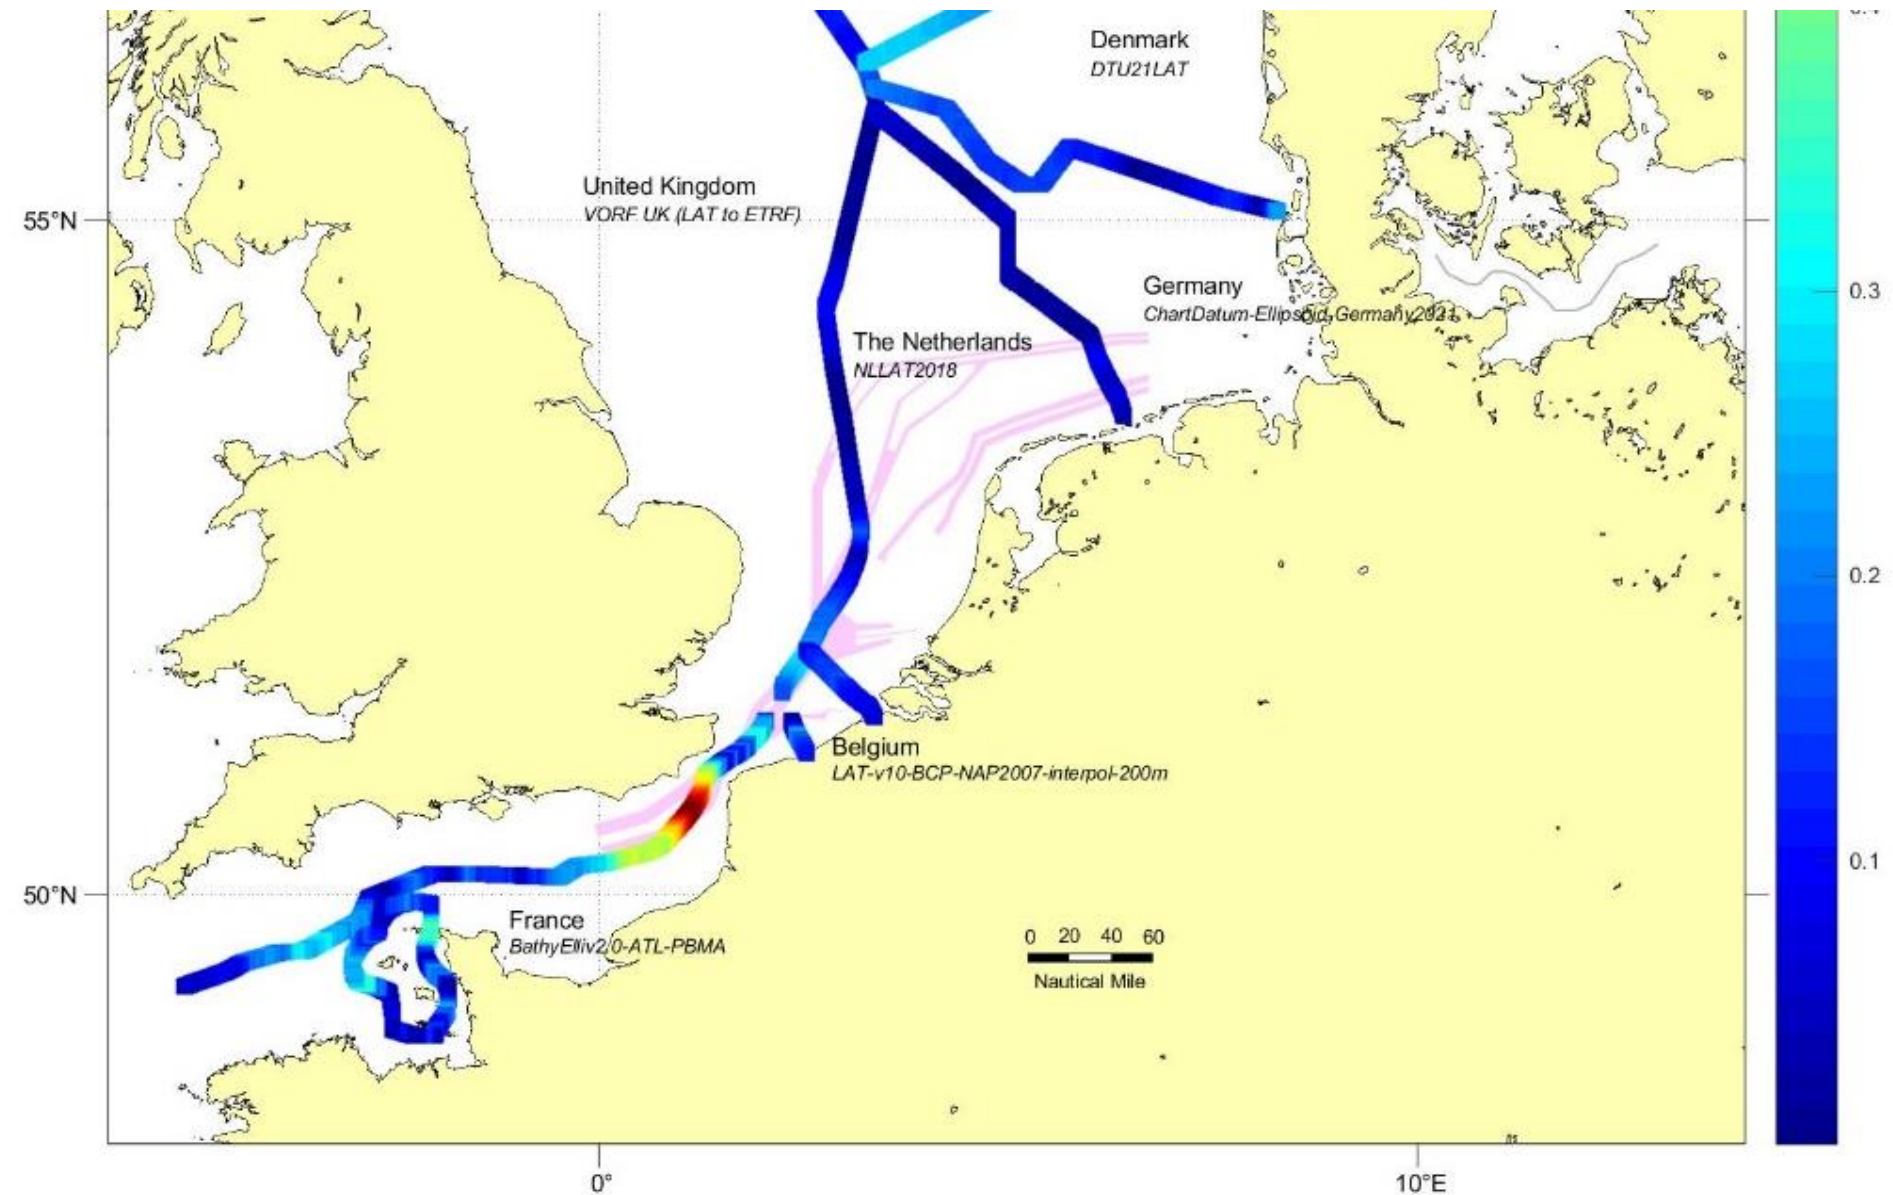 Denmark
DTU21LAT
United Kingdom
VORF UK (LAT to ETRF)
55°N
Germany
ChartDatum-Ellipsoid-Germany2021
0.3
The Netherlands
NLLAT2018
0.2
Belgium
LAT-v10-BCP-NAP2007-interpol-200m
0.1
50°N
France
BathyElliv2.0-ATL-PBMA
0 20 40 60
Nautical Mile
0°
10°E